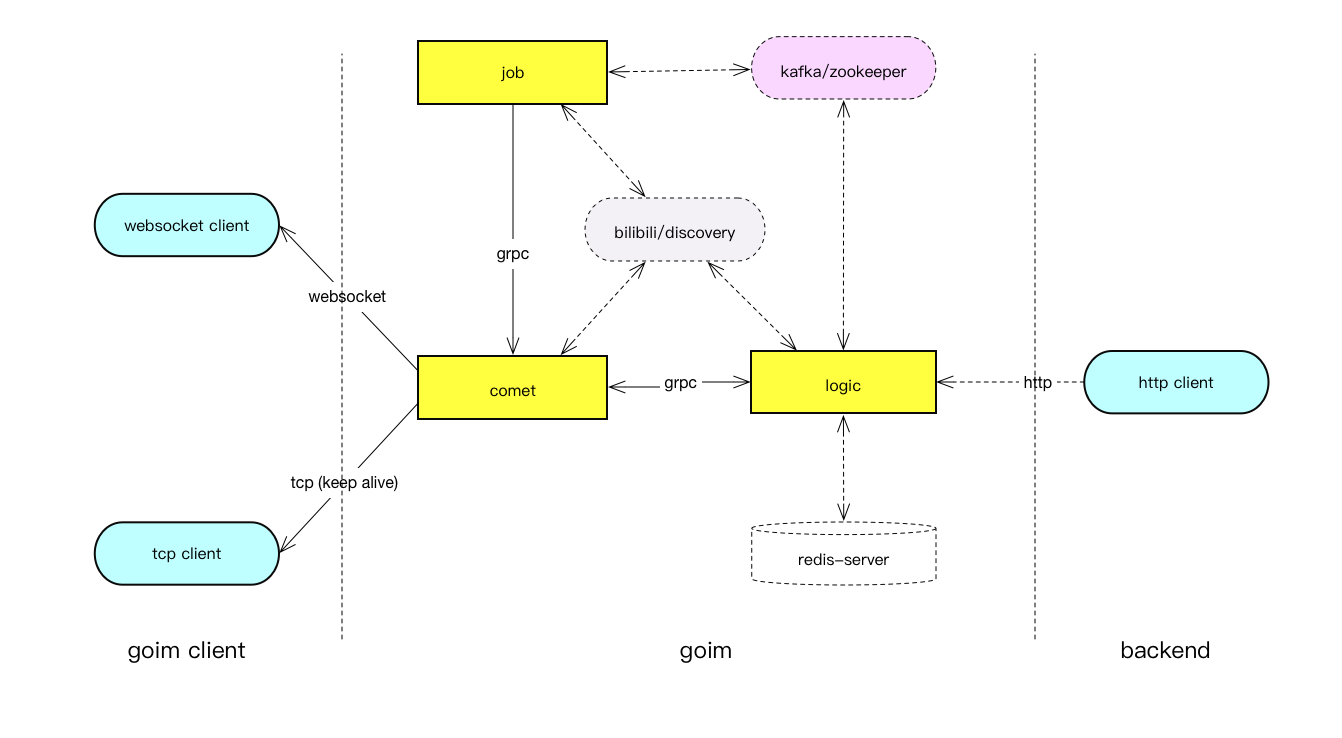 job
kafka/zookeeper
websocket client
bilibili/discovery
grpc
websocket
comet
grpc
logic
http
http client
tcp (keep alive)
tcp client
redis-server
goim client
goim
backend